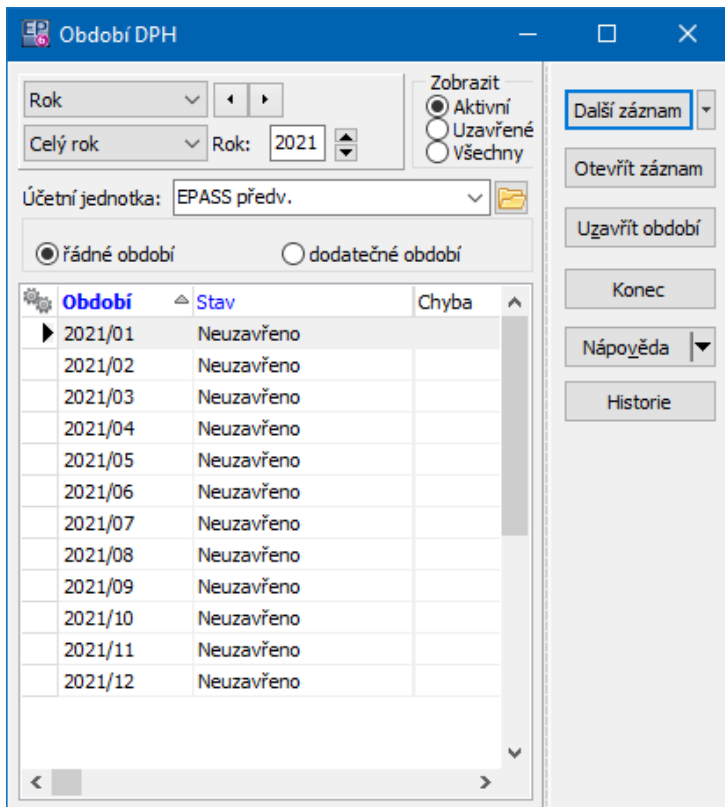 Období DPH
Rok
Celý rok Rok: 2021
Zobrazit
Aktivní
Uzavřené
Všechny
Účetní jednotka: EPASS předv.
řádné období dodatečné období
Období Stav Chyba
2021/01 Neuzavřeno
2021/02 Neuzavřeno
2021/03 Neuzavřeno
2021/04 Neuzavřeno
2021/05 Neuzavřeno
2021/06 Neuzavřeno
2021/07 Neuzavřeno
2021/08 Neuzavřeno
2021/09 Neuzavřeno
2021/10 Neuzavřeno
2021/11 Neuzavřeno
2021/12 Neuzavřeno
Další záznam
Otevřít záznam
Uzavřít období
Konec
Nápověda
Historie